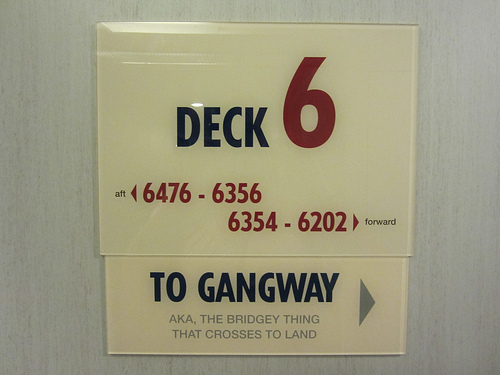 DECK 6
aft 6476 - 6356
6354 - 6202 forward
TO GANGWAY
AKA, THE BRIDGEY THING
THAT CROSSES TO LAND